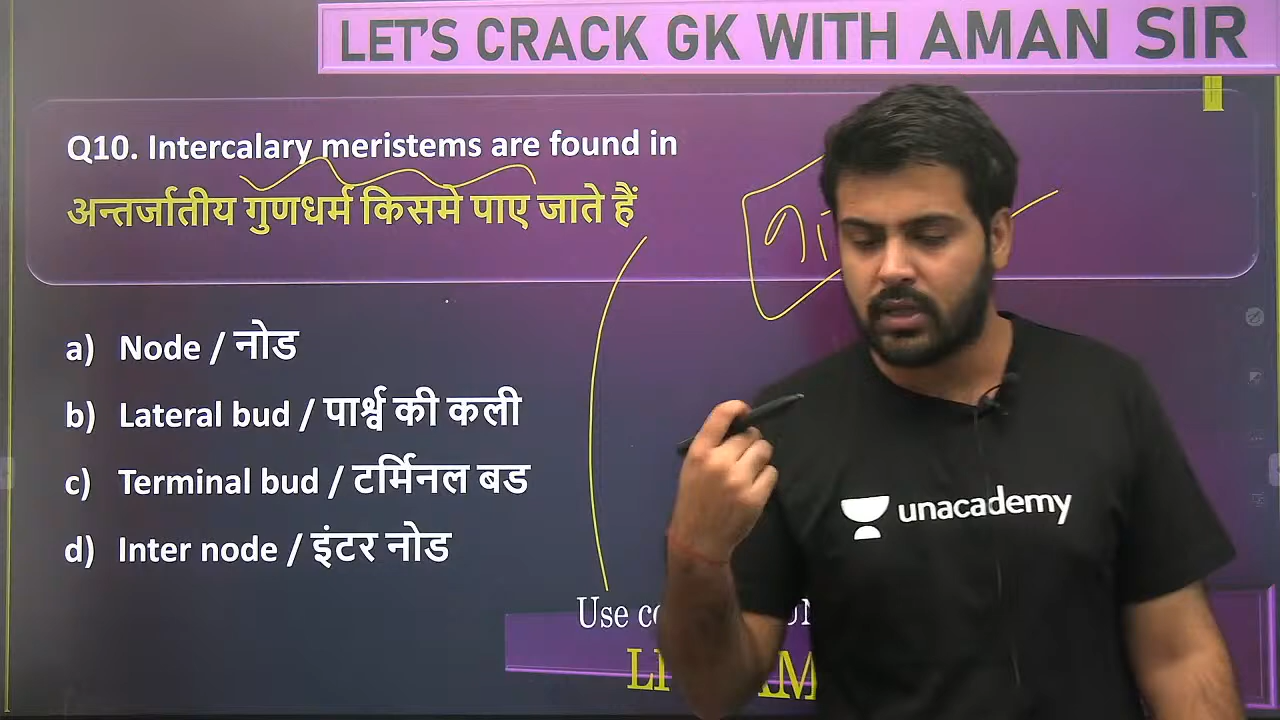 LET'S CRACK GK WITH AMAN SIR
Q10. Intercalary meristems are found in
अन्तर्जातीय गुणधर्म किसमे पाए जाते हैं
a) Node / नोड
b) Lateral bud / पार्श्व की कली
c) Terminal bud / टर्मिनल बड
d) Inter node / इंटर नोड
unacademy
Use